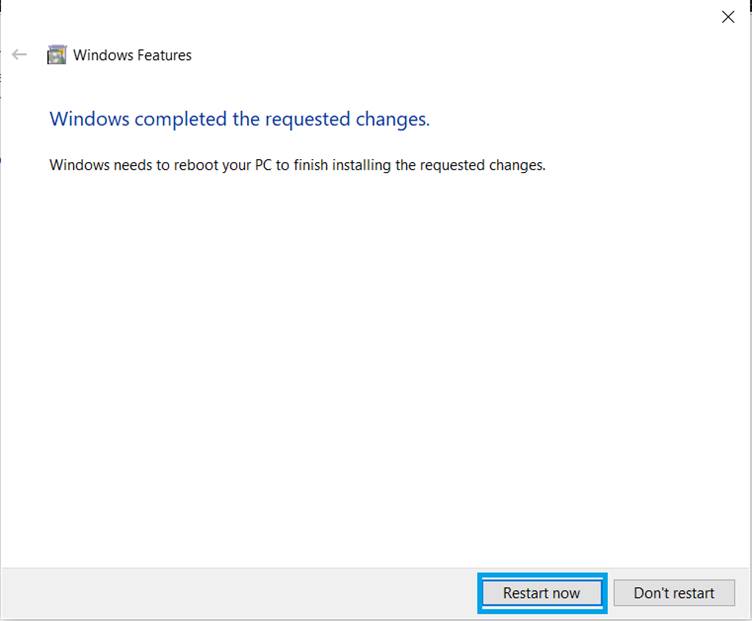 Windows Features
Windows completed the requested changes.
Windows needs to reboot your PC to finish installing the requested changes.
Restart now
Don't restart